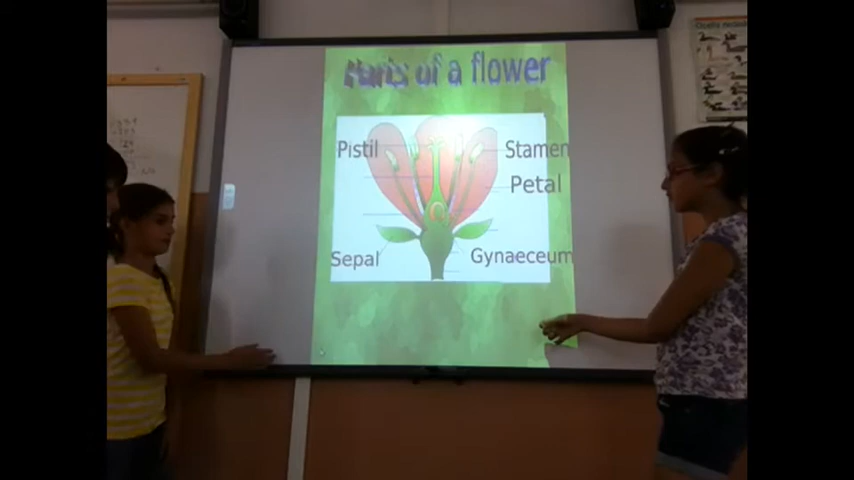 Parts of a flower
Pistil
Stamen
Petal
Sepal
Gynaeceum